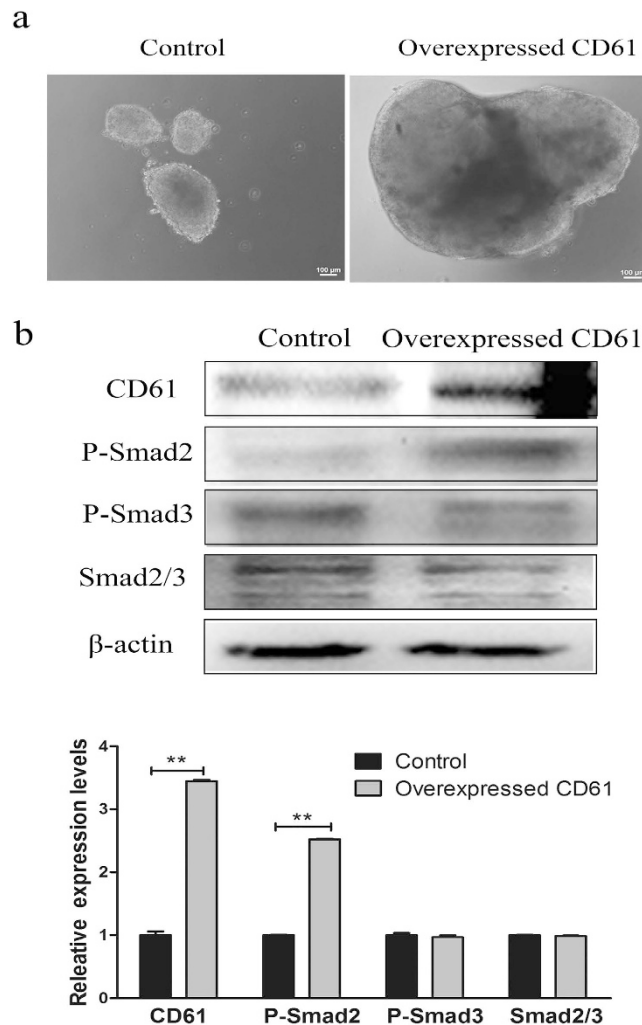 a
Control Overexpressed CD61
100 µm 100 µm
b
Control Overexpressed CD61
CD61
P-Smad2
P-Smad3
Smad2/3
β-actin
Releative expression levels
4
3
2
1
0
** **
Control
Overexpressed CD61
CD61 P-Smad2 P-Smad3 Smad2/3